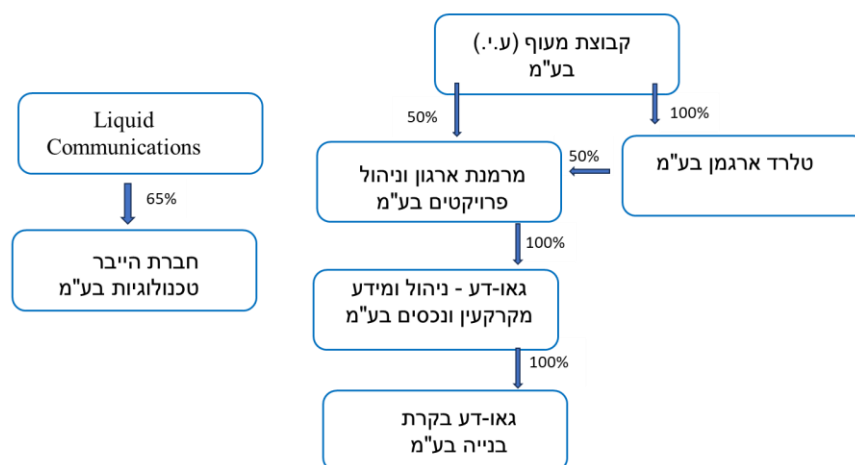 קבוצת מעוף (ע.י.)
בע"מ
50%
100%
Liquid
Communications
65%
חברת הייבר
טכנולוגיות בע"מ
טלרד ארגמן בע"מ
50%
מרמנת ארגון וניהול
פרויקטים בע"מ
100%
גאו-דע - ניהול ומידע
מקרקעין ונכסים בע"מ
100%
גאו-דע בקרת
בנייה בע"מ